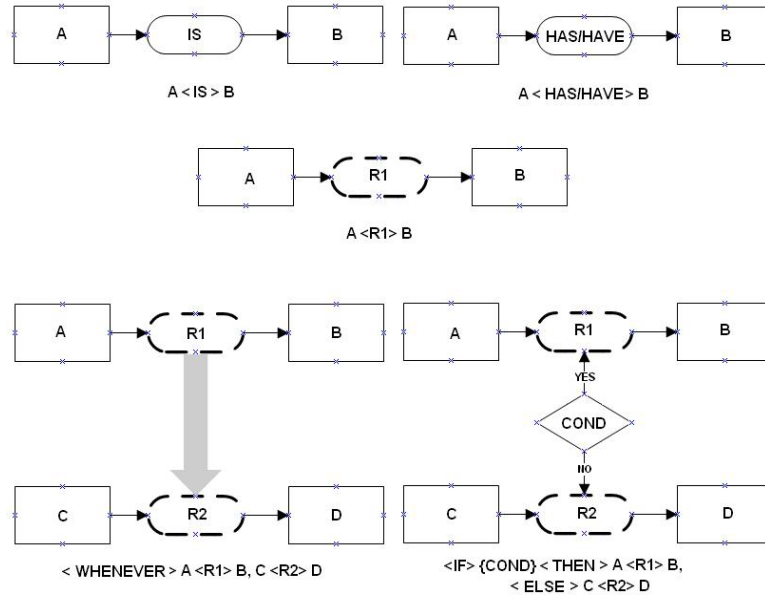 A IS B
A < IS > B
A HAS/HAVE B
A < HAS/HAVE> B
A R1 B
A <R1> B
A R1 B
C R2 D
< WHENEVER > A <R1> B, C <R2> D
A R1 B
YES
COND
NO
C R2 D
<IF> {COND} < THEN > A <R1> B,
< ELSE > C <R2> D